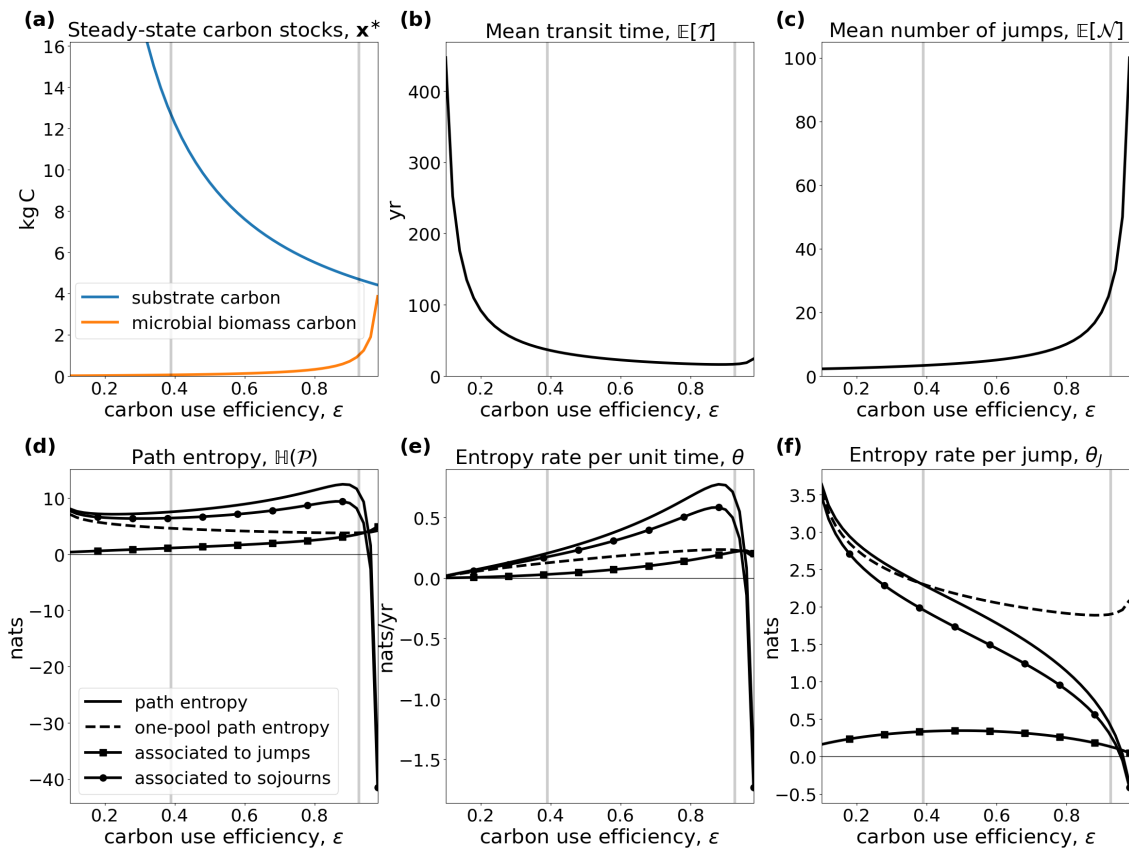 (a)
Steady-state carbon stocks, x*
kg C
16
14
12
10
8
6
4
2
0
substrate carbon
microbial biomass carbon
0.2 0.4 0.6 0.8
carbon use efficiency, ε
(b)
Mean transit time, 𝔼[𝒯]
yr
400
300
200
100
0
0.2 0.4 0.6 0.8
carbon use efficiency, ε
(c)
Mean number of jumps, 𝔼[𝒩]
100
80
60
40
20
0
0.2 0.4 0.6 0.8
carbon use efficiency, ε
(d)
Path entropy, ℍ(𝒫)
nats
10
0
−10
−20
−30
−40
path entropy
one-pool path entropy
associated to jumps
associated to sojourns
0.2 0.4 0.6 0.8
carbon use efficiency, ε
(e)
Entropy rate per unit time, θ
nats/yr
0.5
0.0
−0.5
−1.0
−1.5
0.2 0.4 0.6 0.8
carbon use efficiency, ε
(f)
Entropy rate per jump, θJ
nats
3.5
3.0
2.5
2.0
1.5
1.0
0.5
0.0
−0.5
0.2 0.4 0.6 0.8
carbon use efficiency, ε